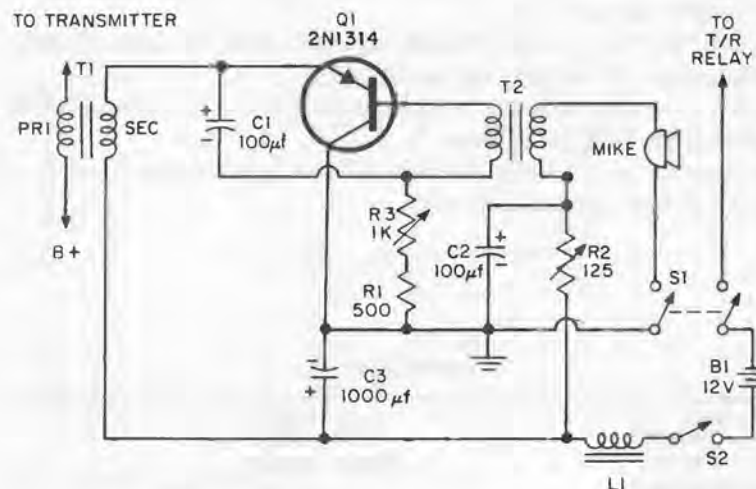 TO TRANSMITTER
Q1
2N1314
TO
T/R
RELAY
T1
T2
PRI
SEC
+
-
C1
100µf
MIKE
B+
R3
1K
+
C2
100µf
-
R2
125
S1
R1
500
-
C3
1000µf
+
B1
12V
S2
L1